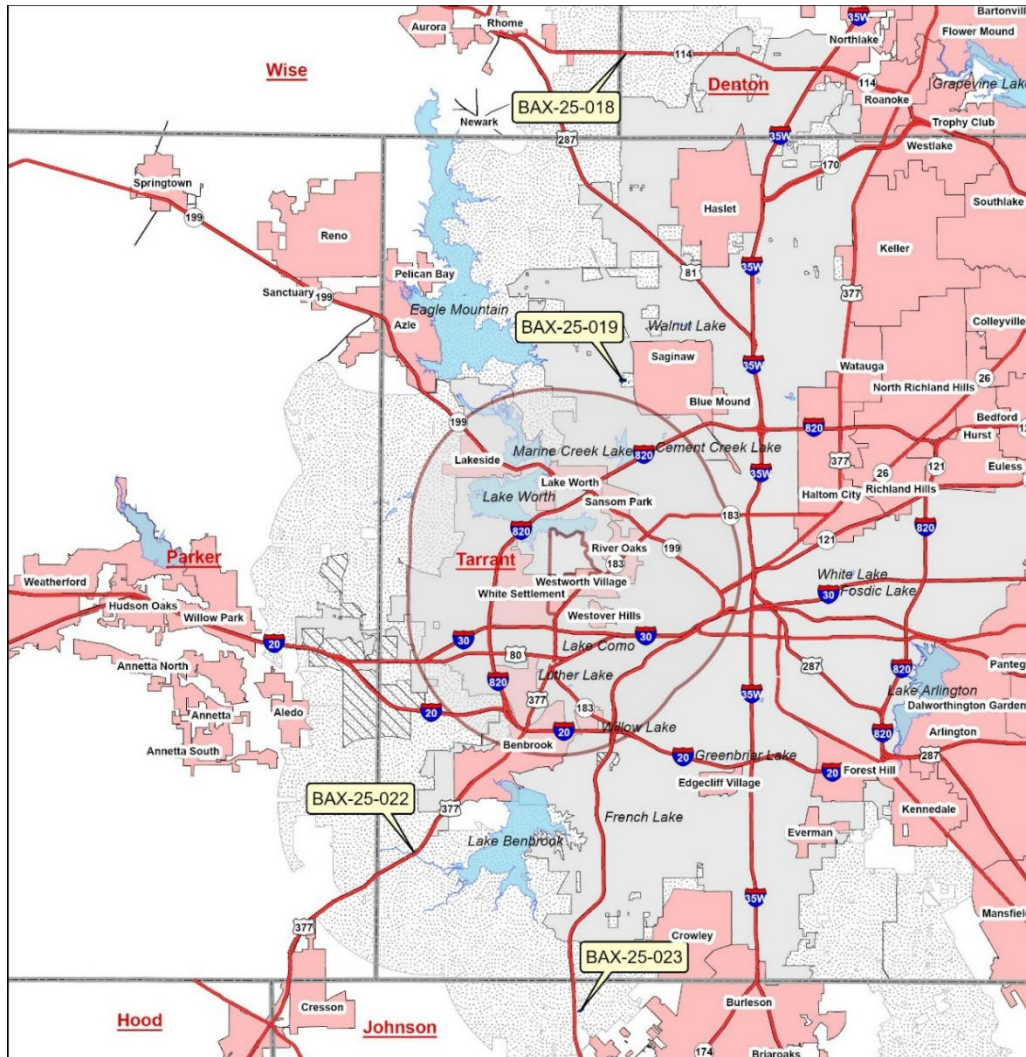 Aurora
Rhome
35W
Northlake
Bartonville
Flower Mound
Wise
114
Denton
114
Grapevine Lake
Roanoke
BAX-25-018
Newark
287
35W
Trophy Club
Westlake
170
Springtown
199
Haslet
Southlake
Reno
Keller
Pelican Bay
35W
81
377
Sanctuary
199
Eagle Mountain
Azle
BAX-25-019
Walnut Lake
Colleyville
Saginaw
35W
Watauga
26
North Richland Hills
Blue Mound
199
820
Bedford
Hurst
Lakeside
Marine Creek Lake
820
Cement Creek Lake
377
26
121
Euless
35W
Richland Hills
Lake Worth
Lake Worth
Sansom Park
Haltom City
183
820
820
River Oaks
199
121
Parker
Tarrant
183
Westworth Village
White Settlement
White Lake
Weatherford
Hudson Oaks
Willow Park
Westover Hills
30
Fosdic Lake
20
30
Lake Como
30
80
Annetta North
287
820
Pantego
820
Luther Lake
Lake Arlington
Annetta
Aledo
20
377
183
35W
Dalworthington Gardens
Annetta South
Benbrook
20
Willow Lake
820
Arlington
20
Greenbriar Lake
287
20
Forest Hill
Edgecliff Village
BAX-25-022
377
Kennedale
French Lake
Lake Benbrook
Everman
35W
377
Mansfield
Crowley
BAX-25-023
Cresson
Burleson
Hood
Johnson
174
Briaroaks